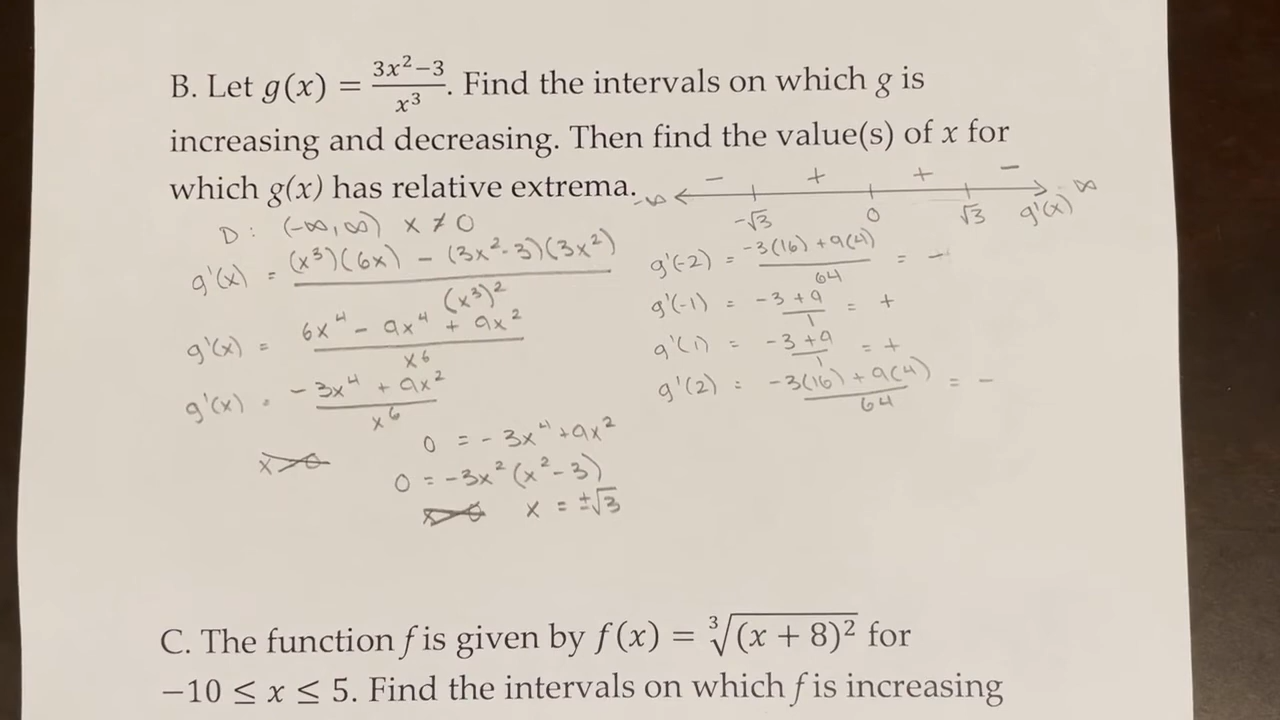 B. Let g(x) = (3x²−3)/x³. Find the intervals on which g is
increasing and decreasing. Then find the value(s) of x for
which g(x) has relative extrema.
-∞ − + + − ∞
-√3 0 √3 g'(x)
D: (-∞,∞) x ≠ 0
g'(x) = ((x³)(6x) − (3x²-3)(3x²))/(x³)²
g'(x) = (6x⁴ − 9x⁴ + 9x²)/x⁶
g'(x) = (-3x⁴ + 9x²)/x⁶
x=0
0 = -3x⁴+9x²
0 = -3x²(x²-3)
x=0 x = ±√3
g'(-2) = (-3(16)+9(4))/64 = -
g'(-1) = (-3+9)/1 = +
g'(1) = (-3+9)/1 = +
g'(2) = (-3(16)+9(4))/64 = -
C. The function f is given by f(x) = ∛(x + 8)² for
−10 ≤ x ≤ 5. Find the intervals on which f is increasing